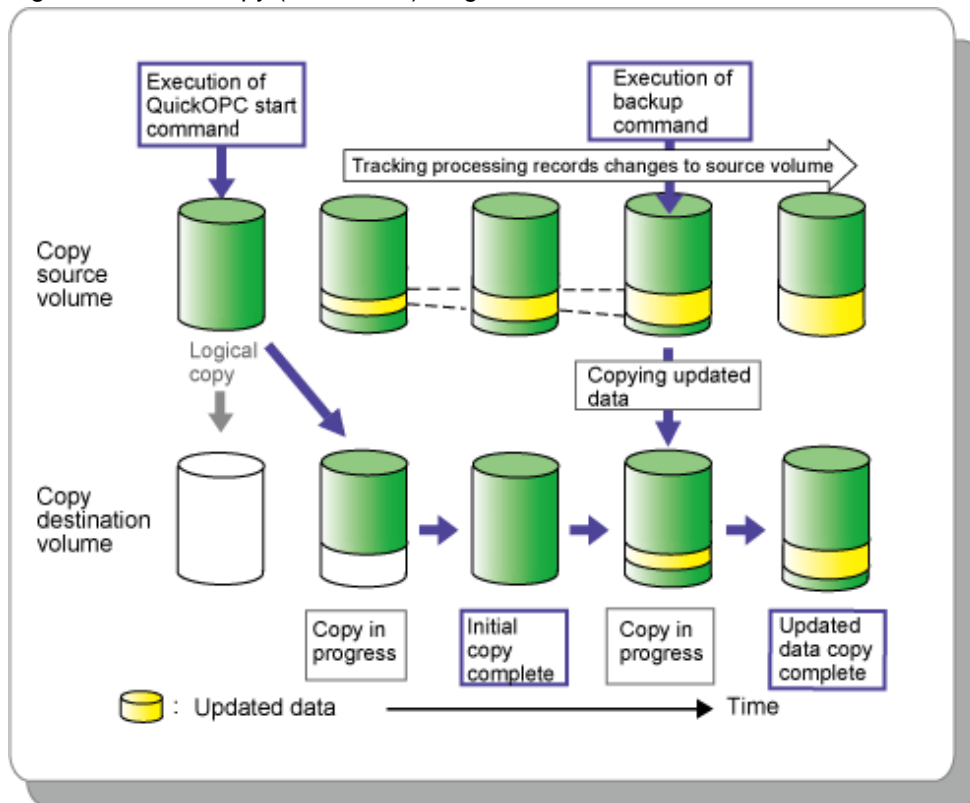 Execution of
QuickOPC start
command
Execution of
backup
command
Tracking processing records changes to source volume
Copy
source
volume
Logical
copy
Copying updated
data
Copy
destination
volume
Copy in
progress
Initial
copy
complete
Copy in
progress
Updated
data copy
complete
: Updated data
Time